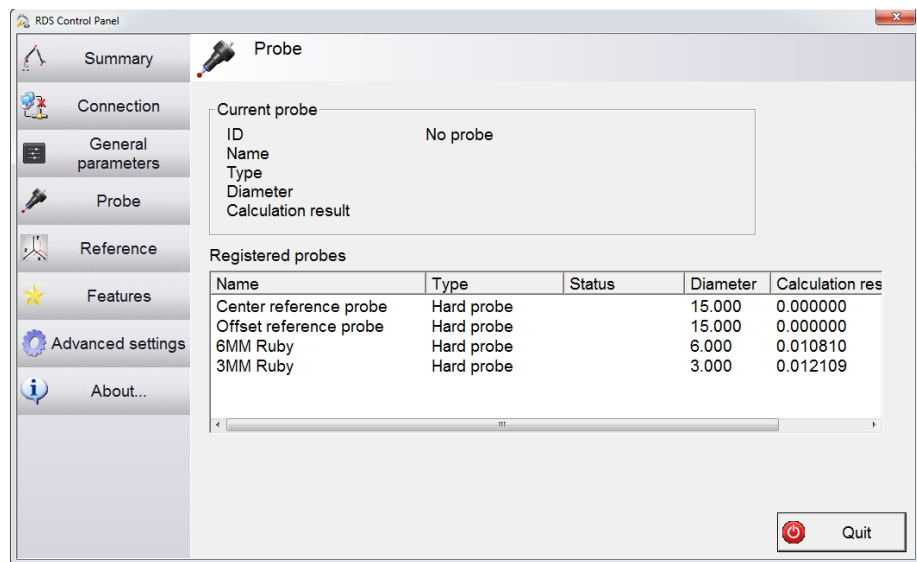 RDS Control Panel
Summary
Connection
General
parameters
Probe
Reference
Features
Advanced settings
About...
Probe
Current probe
ID No probe
Name
Type
Diameter
Calculation result
Registered probes
Name Type Status Diameter Calculation res
Center reference probe Hard probe 15.000 0.000000
Offset reference probe Hard probe 15.000 0.000000
6MM Ruby Hard probe 6.000 0.010810
3MM Ruby Hard probe 3.000 0.012109
Quit